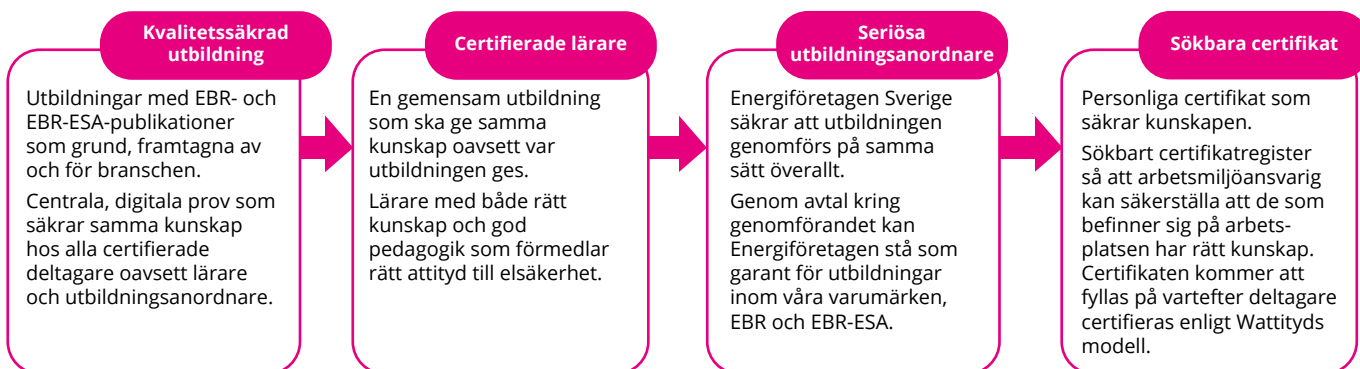 Kvalitetssäkrad
utbildning
Utbildningar med EBR- och
EBR-ESA-publikationer
som grund, framtagna av
och för branschen.
Centrala, digitala prov som
säkrar samma kunskap
hos alla certifierade
deltagare oavsett lärare
och utbildningsanordnare.
Certifierade lärare
En gemensam utbildning
som ska ge samma
kunskap oavsett var
utbildningen ges.
Lärare med både rätt
kunskap och god
pedagogik som förmedlar
rätt attityd till elsäkerhet.
Seriösa
utbildningsanordnare
Energiföretagen Sverige
säkrar att utbildningen
genomförs på samma
sätt överallt.
Genom avtal kring
genomförandet kan
Energiföretagen stå som
garant för utbildningar
inom våra varumärken,
EBR och EBR-ESA.
Sökbara certifikat
Personliga certifikat som
säkrar kunskapen.
Sökbart certifikatregister
så att arbetsmiljöansvarig
kan säkerställa att de som
befinner sig på arbets-
platsen har rätt kunskap.
Certifikaten kommer att
fyllas på vartefter deltagare
certifieras enligt Wattityds
modell.